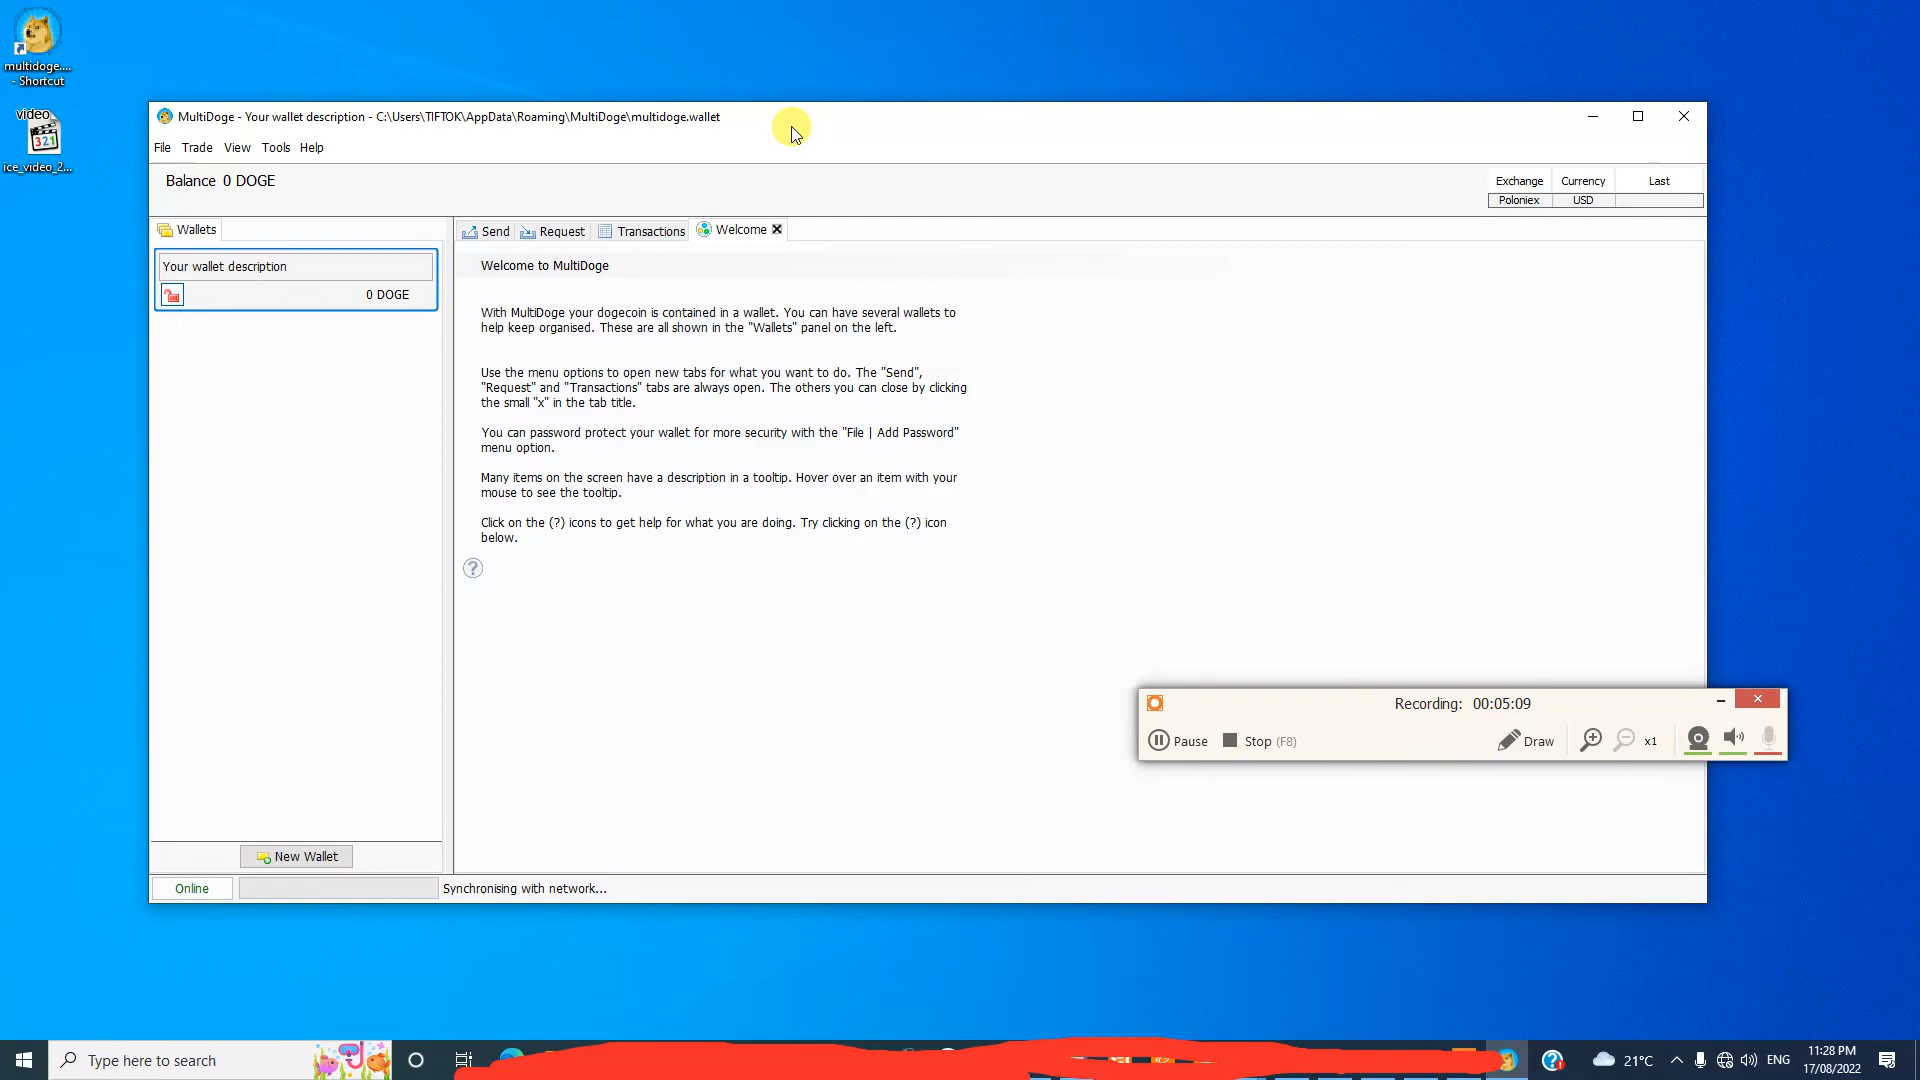 multidoge....
- Shortcut
video
321
ice_video_2...
MultiDoge - Your wallet description - C:\Users\TIFTOK\AppData\Roaming\MultiDoge\multidoge.wallet
File Trade View Tools Help
Balance 0 DOGE
Exchange Currency Last
Poloniex USD
Wallets
Your wallet description
0 DOGE
Send Request Transactions Welcome
Welcome to MultiDoge
With MultiDoge your dogecoin is contained in a wallet. You can have several wallets to
help keep organised. These are all shown in the "Wallets" panel on the left.
Use the menu options to open new tabs for what you want to do. The "Send",
"Request" and "Transactions" tabs are always open. The others you can close by clicking
the small "x" in the tab title.
You can password protect your wallet for more security with the "File | Add Password"
menu option.
Many items on the screen have a description in a tooltip. Hover over an item with your
mouse to see the tooltip.
Click on the (?) icons to get help for what you are doing. Try clicking on the (?) icon
below.
?
Recording: 00:05:09
Pause Stop (F8) Draw x1
New Wallet
Online Synchronising with network...
Type here to search
21°C ENG 11:28 PM
17/08/2022